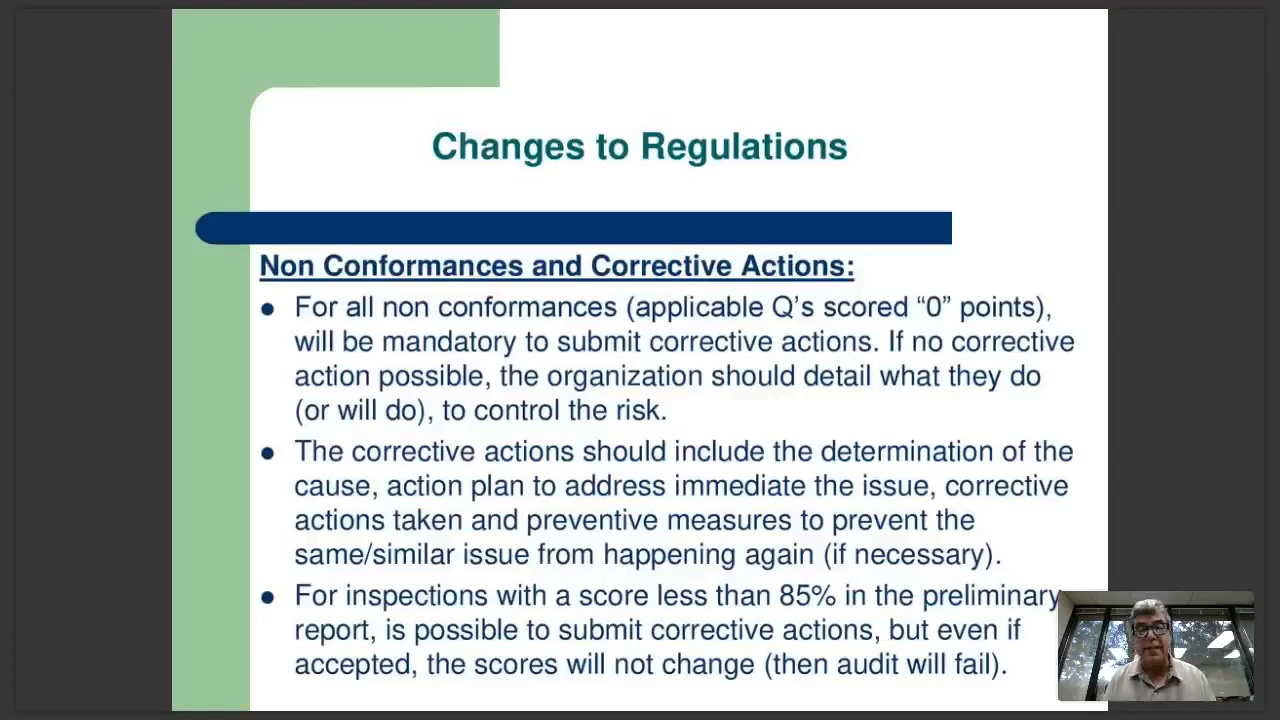 Changes to Regulations
Non Conformances and Corrective Actions:
● For all non conformances (applicable Q's scored “0” points),
will be mandatory to submit corrective actions. If no corrective
action possible, the organization should detail what they do
(or will do), to control the risk.
● The corrective actions should include the determination of the
cause, action plan to address immediate the issue, corrective
actions taken and preventive measures to prevent the
same/similar issue from happening again (if necessary).
● For inspections with a score less than 85% in the preliminary
report, is possible to submit corrective actions, but even if
accepted, the scores will not change (then audit will fail).